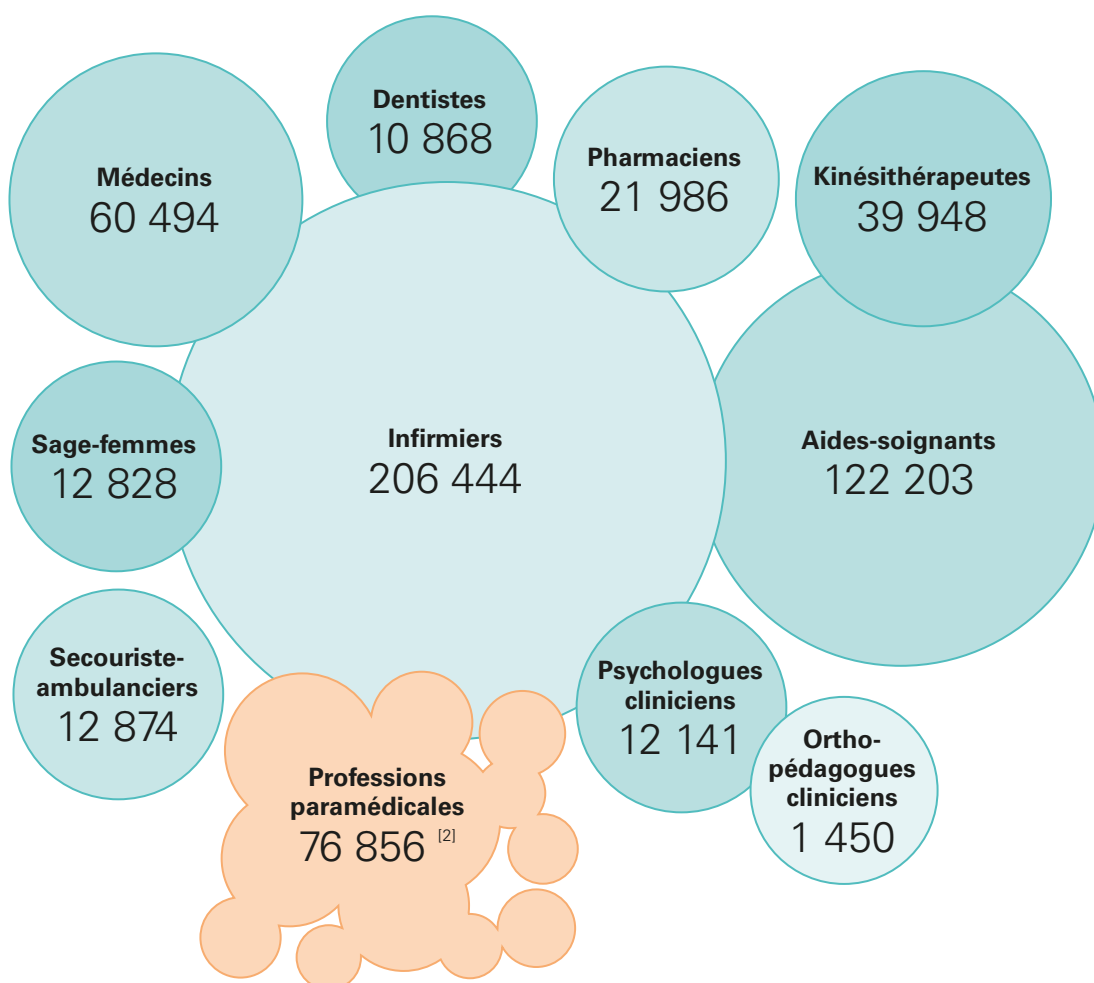 Dentistes
10 868
Médecins
60 494
Pharmaciens
21 986
Kinésithérapeutes
39 948
Sage-femmes
12 828
Infirmiers
206 444
Aides-soignants
122 203
Secouriste-
ambulanciers
12 874
Psychologues
cliniciens
12 141
Ortho-
pédagogues
cliniciens
1 450
Professions
paramédicales
76 856 [2]